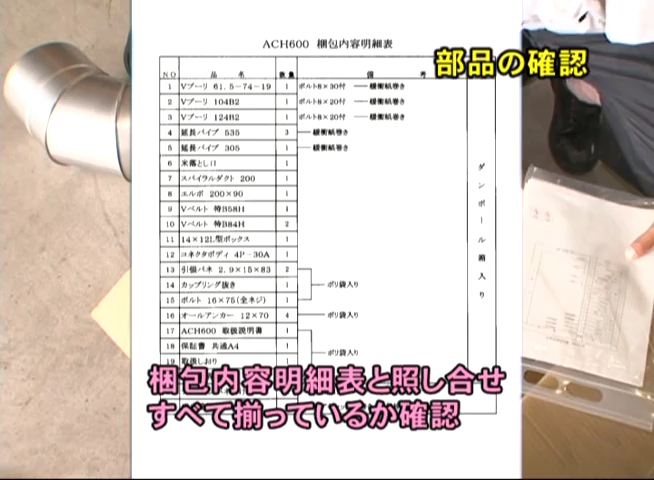 ACH600 梱包内容明細表
部品の確認
NO 品名 数量 備考
1 Vプーリ 61.5-74-19 1 ボルト8×30付 緩衝紙巻き
2 Vプーリ 104B2 1 ボルト8×20付 緩衝紙巻き
3 Vプーリ 124B2 1 ボルト8×20付 緩衝紙巻き
4 延長パイプ 535 3 緩衝紙巻き
5 延長パイプ 305 1 緩衝紙巻き
6 米落とし口 1
7 スパイラルダクト 200 1
8 エルボ 200×90 1
9 Vベルト 特B58H 1
10 Vベルト 特B84H 2
11 14×12L型ボックス 1
12 コネクタボディ 4P-30A 1
13 引張バネ 2.9×15×83 2
14 カップリング抜き 1 ポリ袋入り
15 ボルト 16×75(全ネジ) 1
16 オールアンカー 12×70 4 ポリ袋入り
17 ACH600 取扱説明書 1
18 保証書 共通A4 1 ポリ袋入り
19 取扱しおり 1
ダンボール箱入り
梱包内容明細表と照し合せ
すべて揃っているか確認